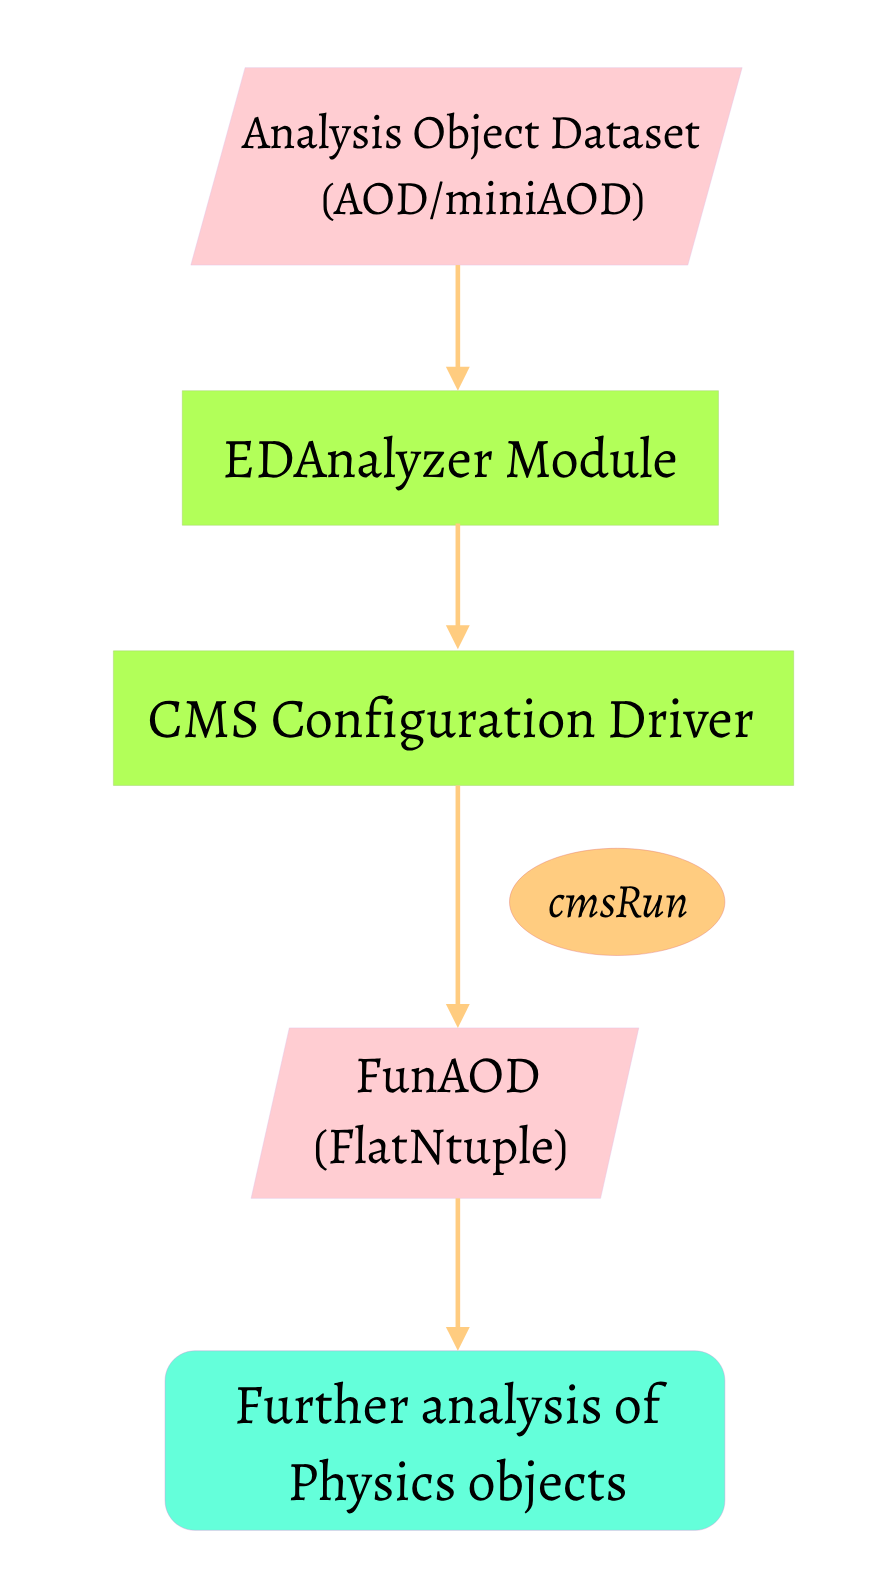 Analysis Object Dataset
(AOD/miniAOD)
EDAnalyzer Module
CMS Configuration Driver
cmsRun
FunAOD
(FlatNtuple)
Further analysis of
Physics objects